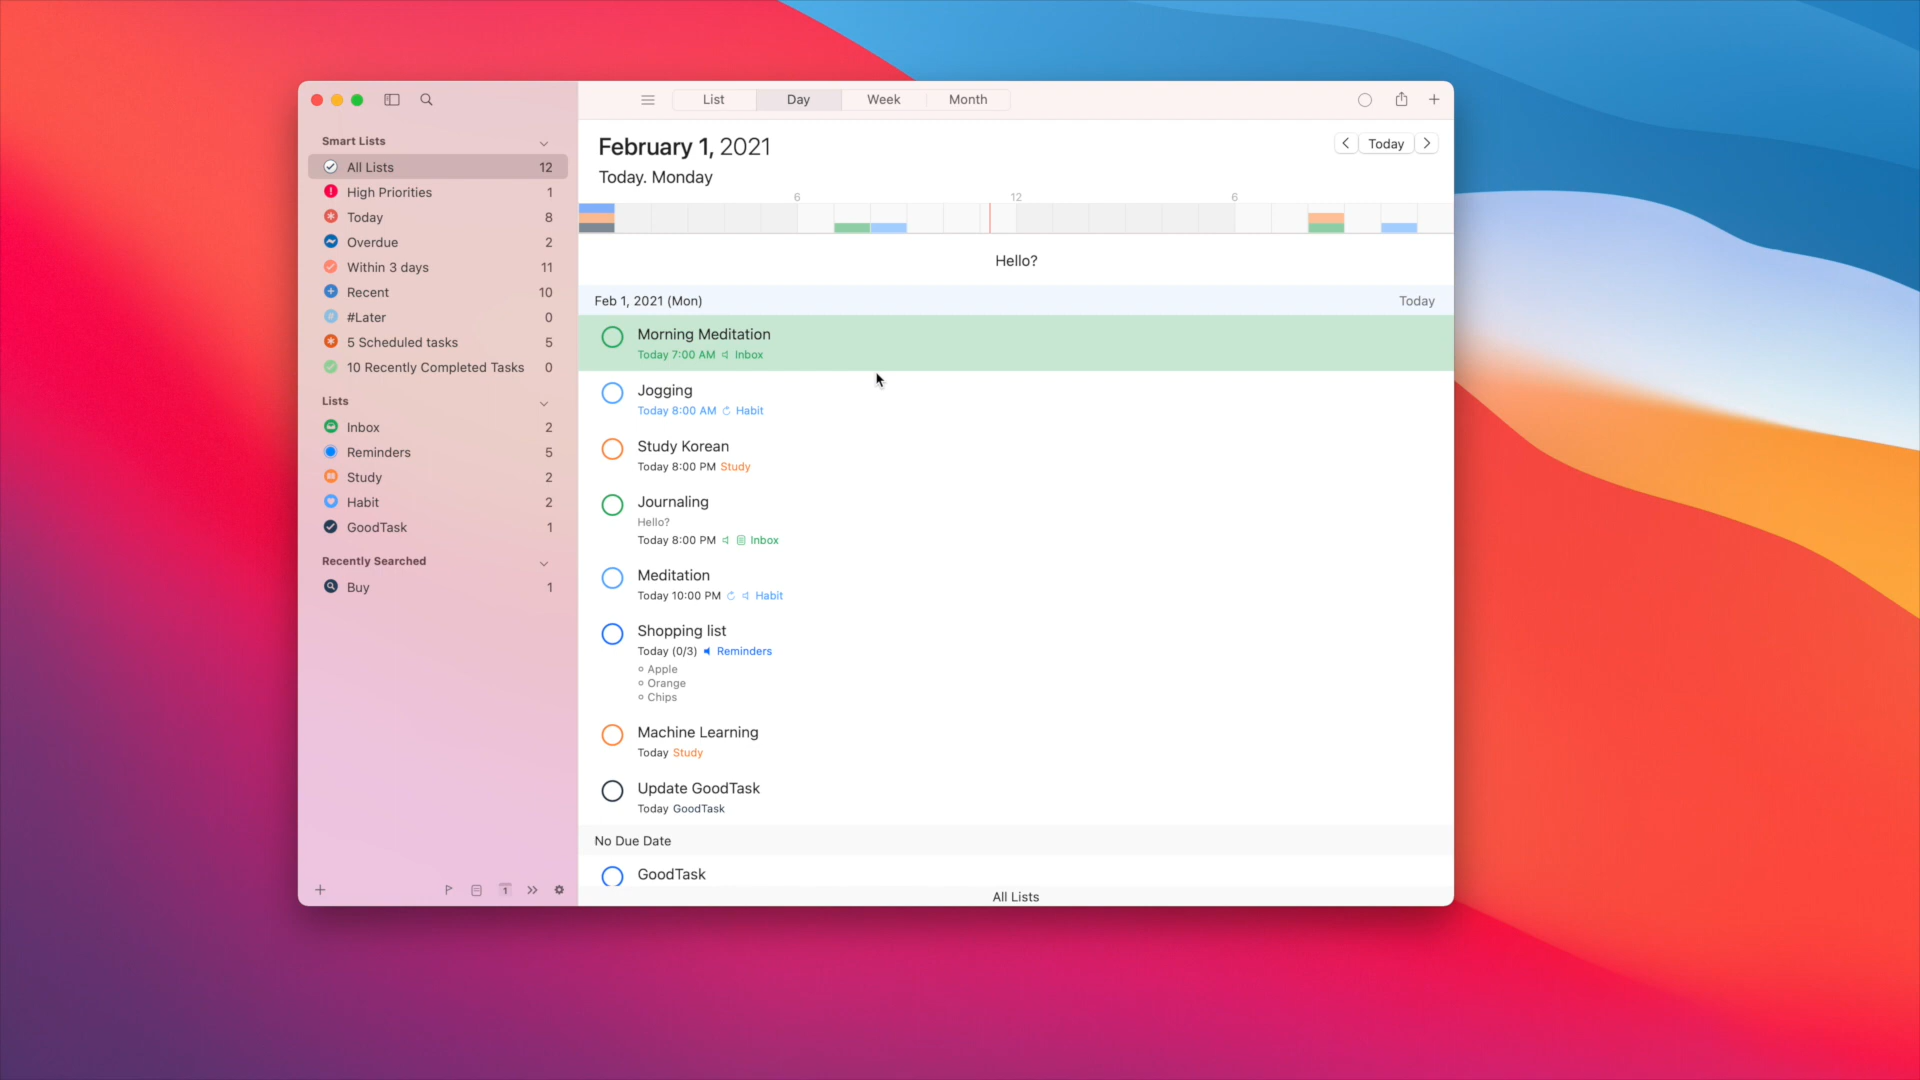 List
Day
Week
Month
Smart Lists
All Lists 12
High Priorities 1
Today 8
Overdue 2
Within 3 days 11
Recent 10
#Later 0
5 Scheduled tasks 5
10 Recently Completed Tasks 0
Lists
Inbox 2
Reminders 5
Study 2
Habit 2
GoodTask 1
Recently Searched
Buy 1
1
February 1, 2021
Today
Today. Monday
6 12 6
Hello?
Feb 1, 2021 (Mon) Today
Morning Meditation
Today 7:00 AM Inbox
Jogging
Today 8:00 AM Habit
Study Korean
Today 8:00 PM Study
Journaling
Hello?
Today 8:00 PM Inbox
Meditation
Today 10:00 PM Habit
Shopping list
Today (0/3) Reminders
Apple
Orange
Chips
Machine Learning
Today Study
Update GoodTask
Today GoodTask
No Due Date
GoodTask
All Lists